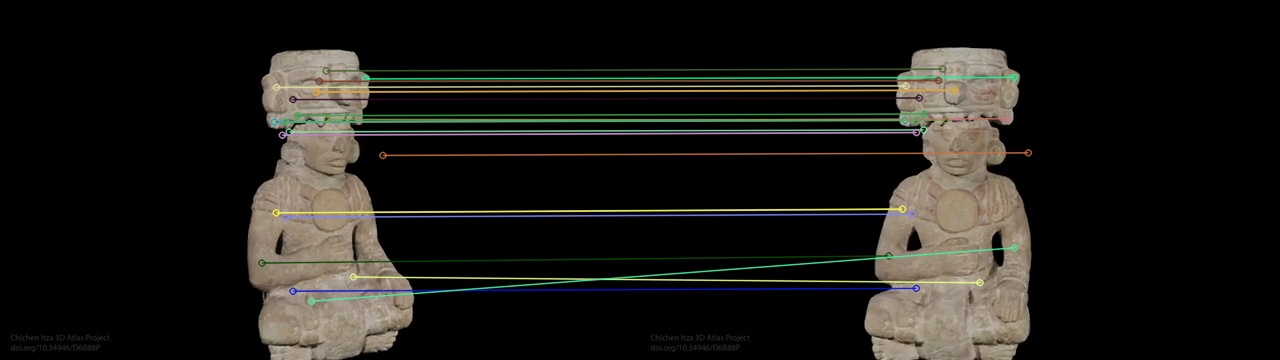 Chichen Itza 3D Atlas Project
doi.org/10.34946/D6B88P
Chichen Itza 3D Atlas Project
doi.org/10.34946/D6B88P